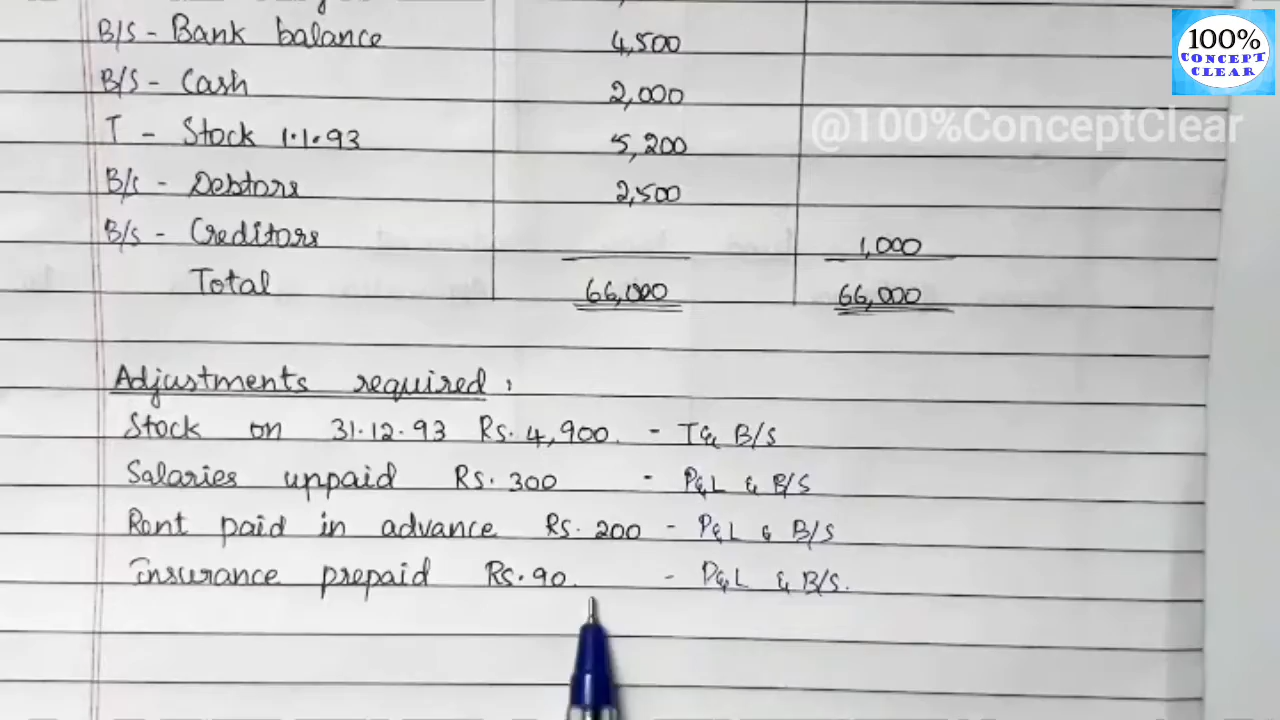 B/S - Bank balance 4,500
B/S - Cash 2,000
T - Stock 1.1.93 5,200
B/S - Debtors 2,500
B/S - Creditors 1,000
Total 66,000 66,000
Adjustments required :
Stock on 31.12.93 Rs. 4,900. - T & B/S
Salaries unpaid Rs. 300 - P&L & B/S
Rent paid in advance Rs. 200 - P&L & B/S
Insurance prepaid Rs. 90. - P&L & B/S.
100%
CONCEPT
CLEAR
@100%ConceptClear